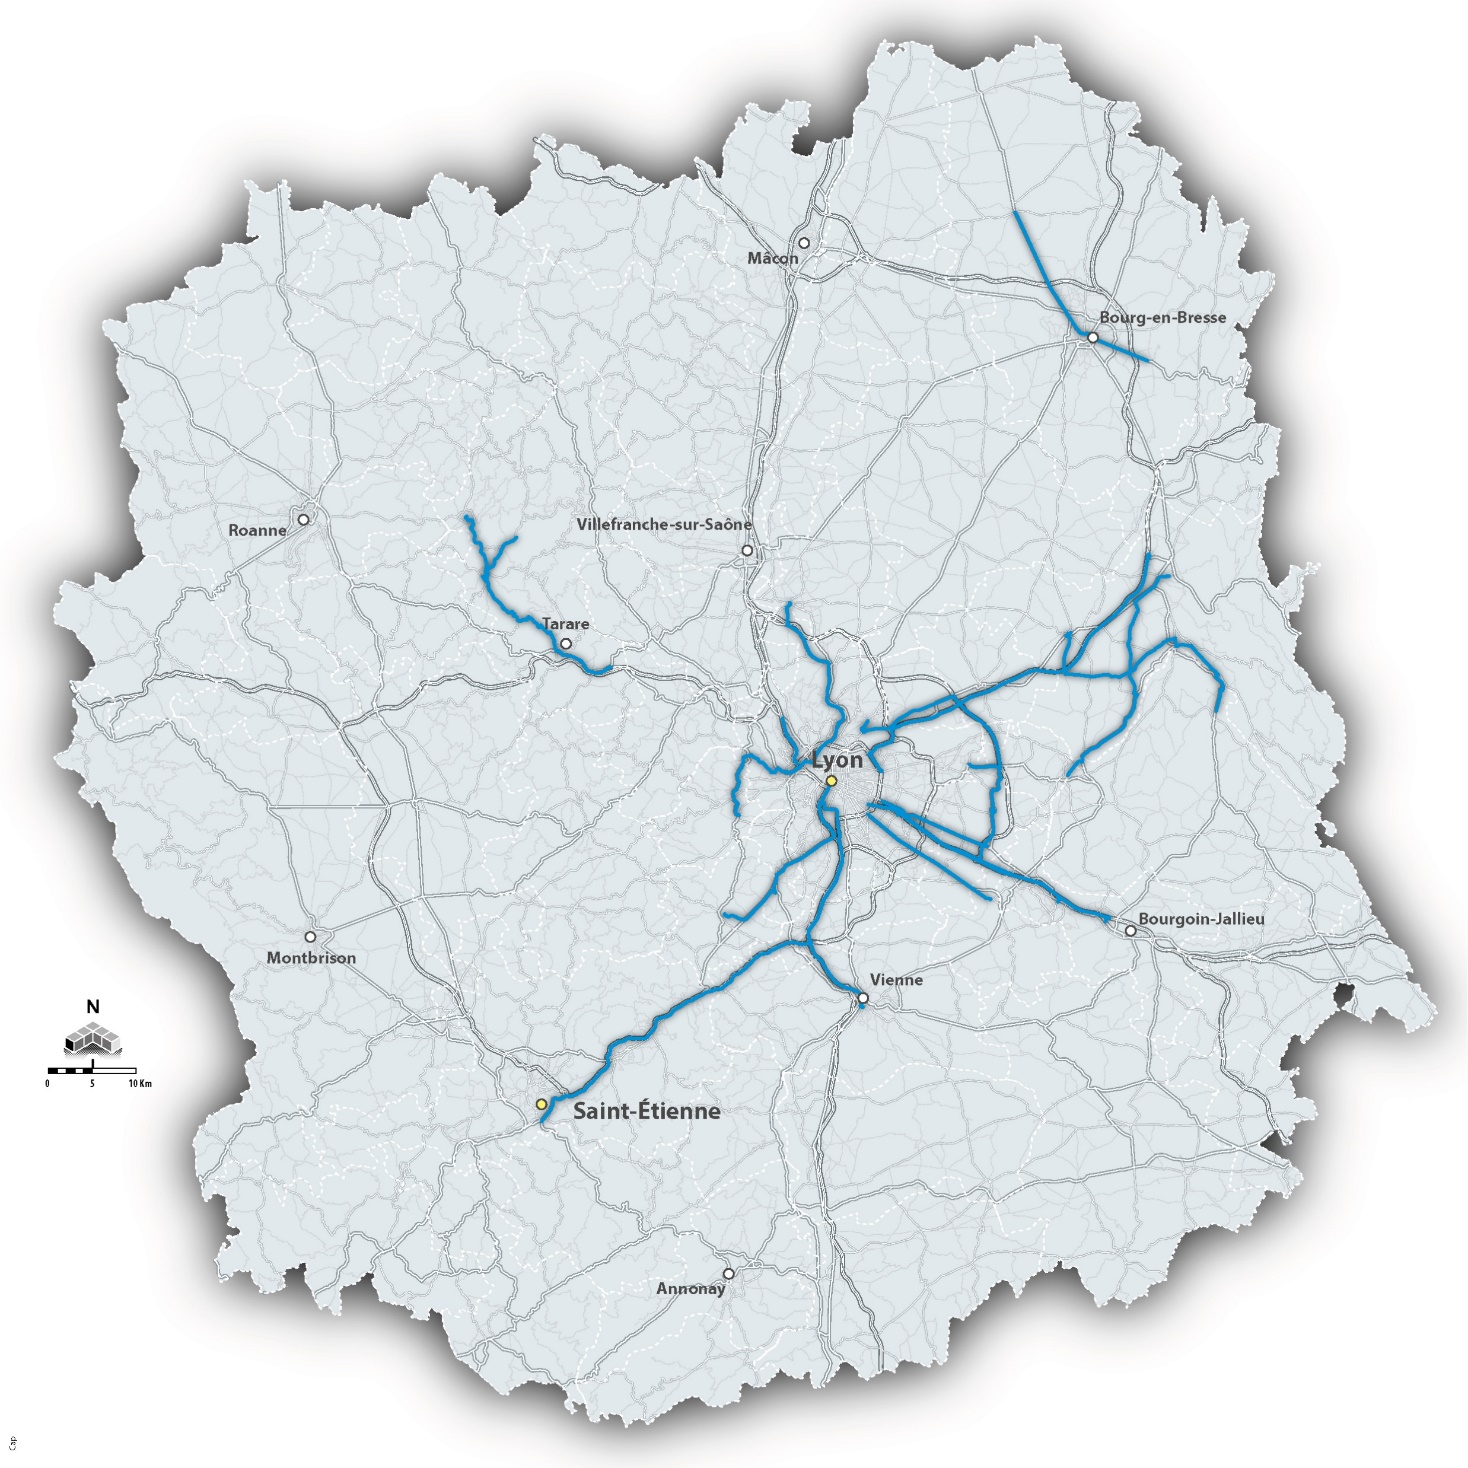 Mâcon
Bourg-en-Bresse
Roanne
Villefranche-sur-Saône
Tarare
Lyon
Bourgoin-Jallieu
Montbrison
Vienne
N
0 5 10 Km
Saint-Étienne
Annonay
Cap